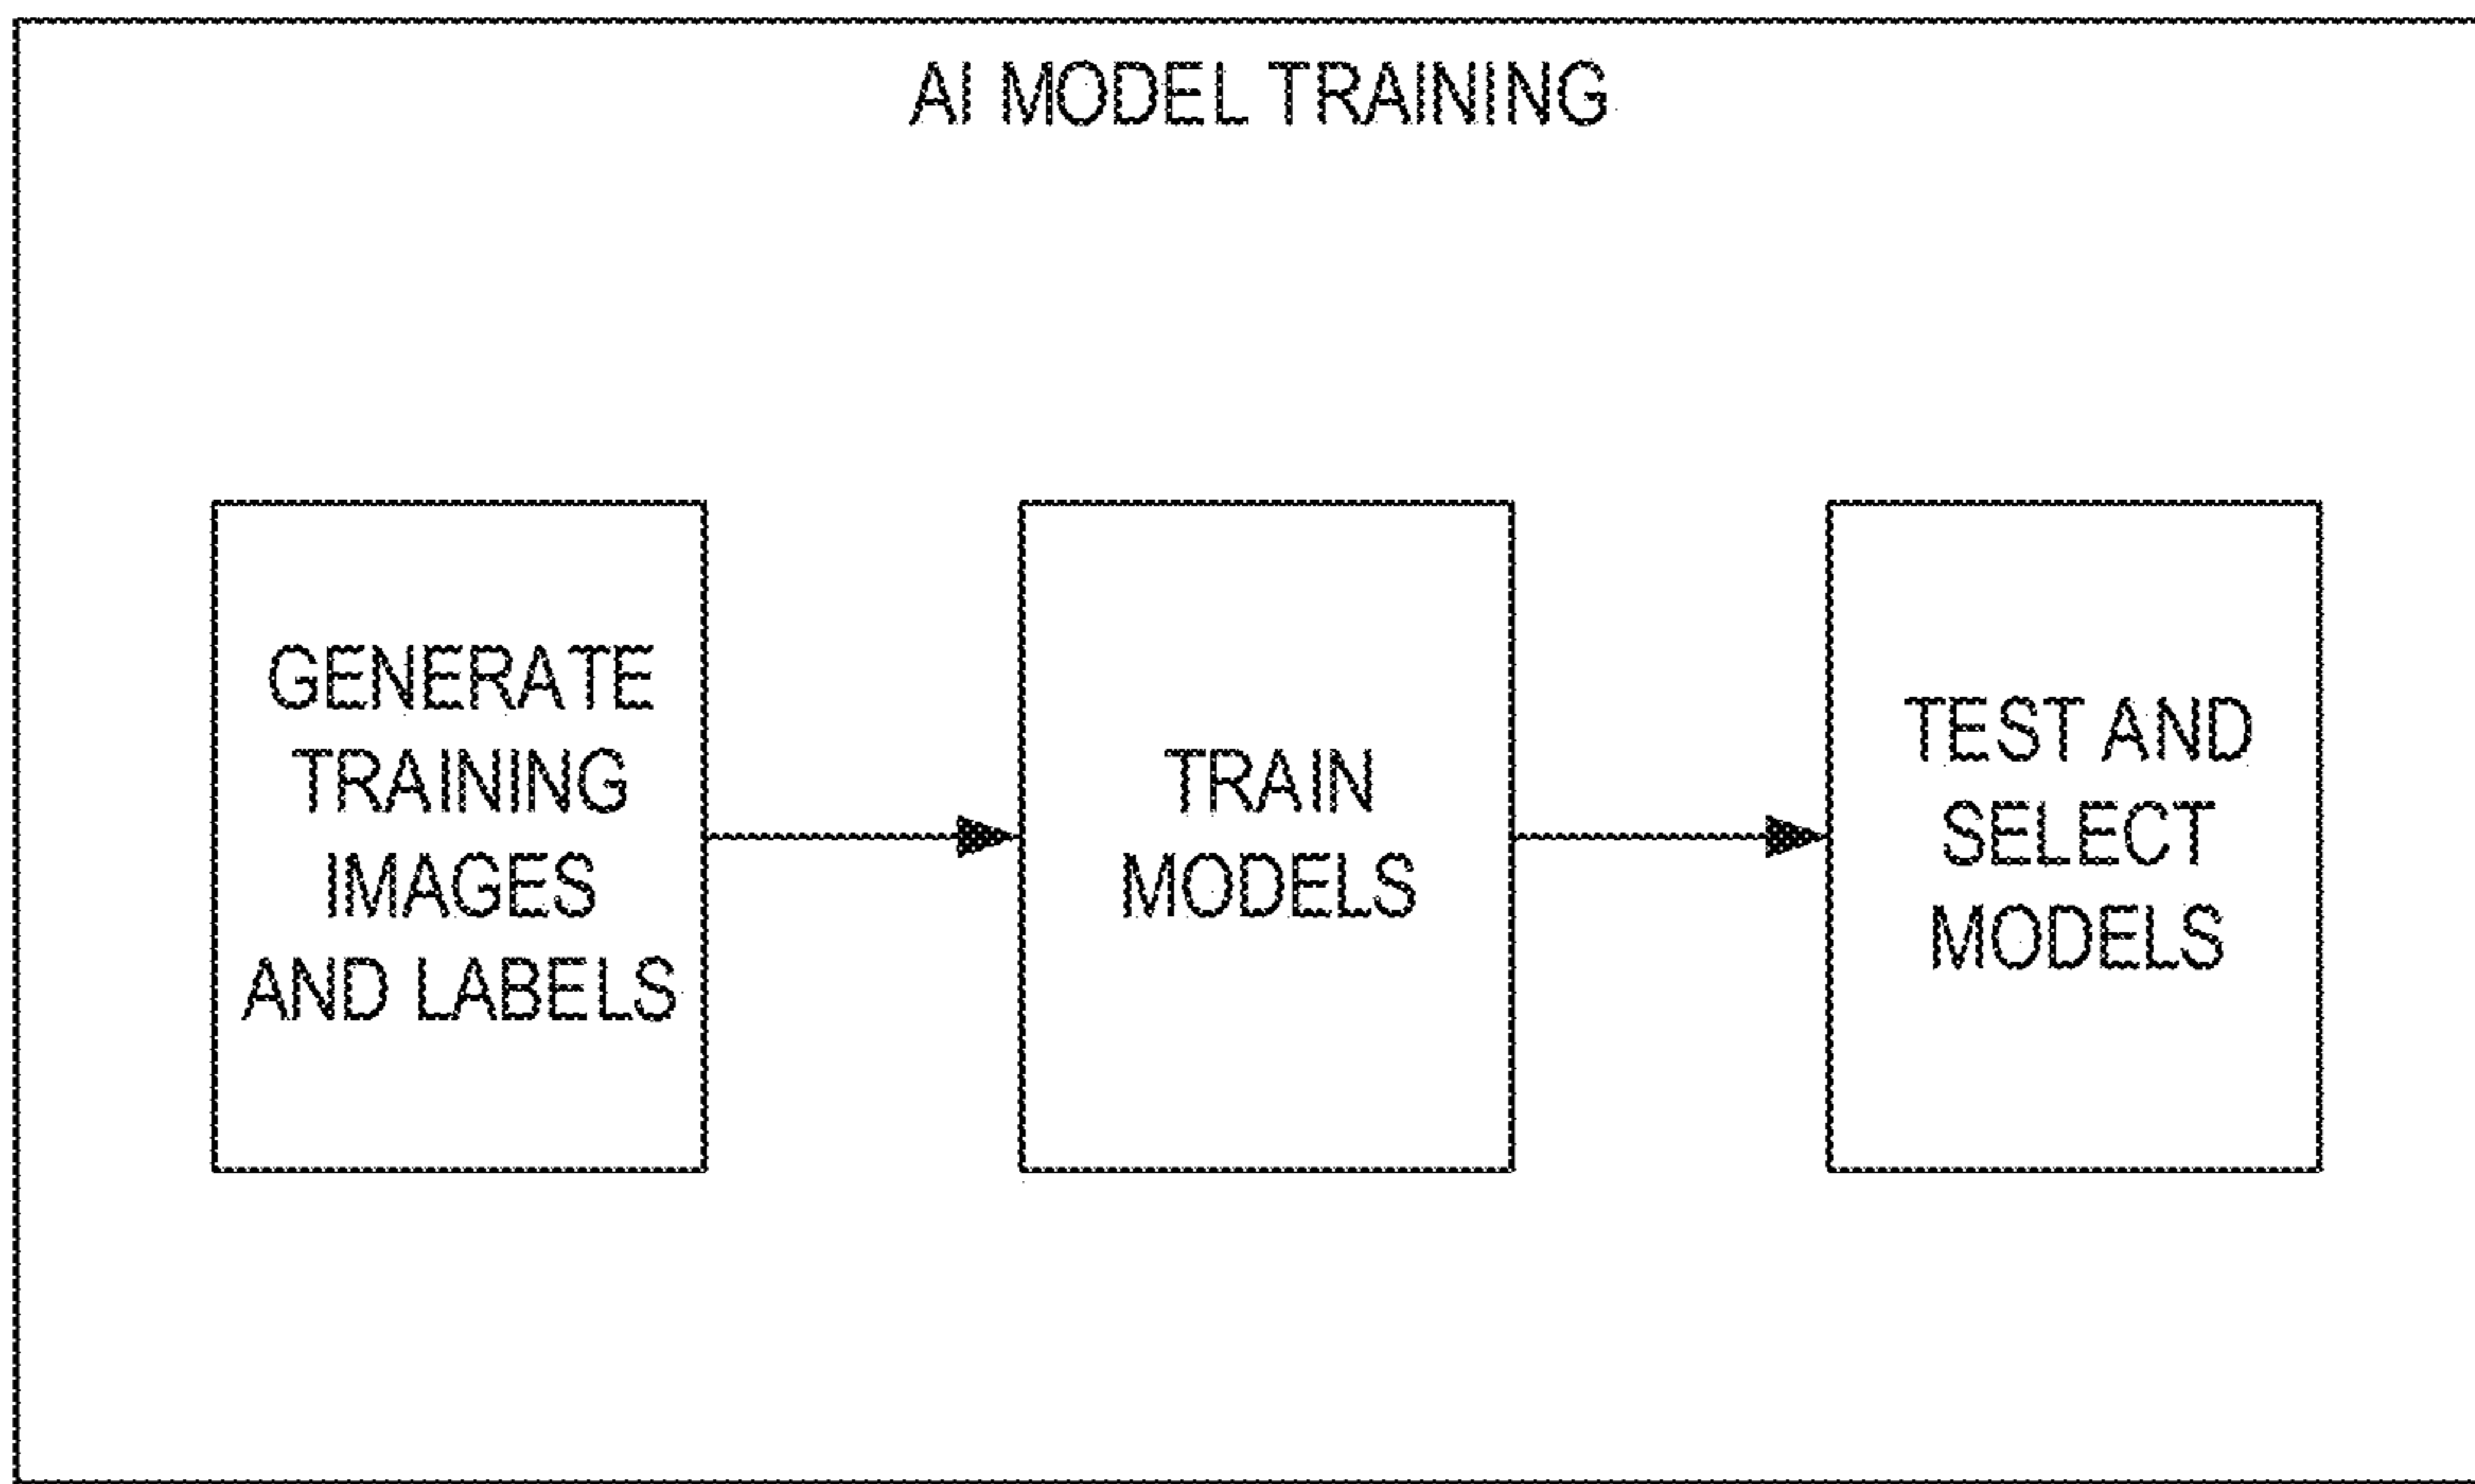 AI MODEL TRAINING
GENERATE
TRAINING
IMAGES
AND LABELS
TRAIN
MODELS
TEST AND
SELECT
MODELS